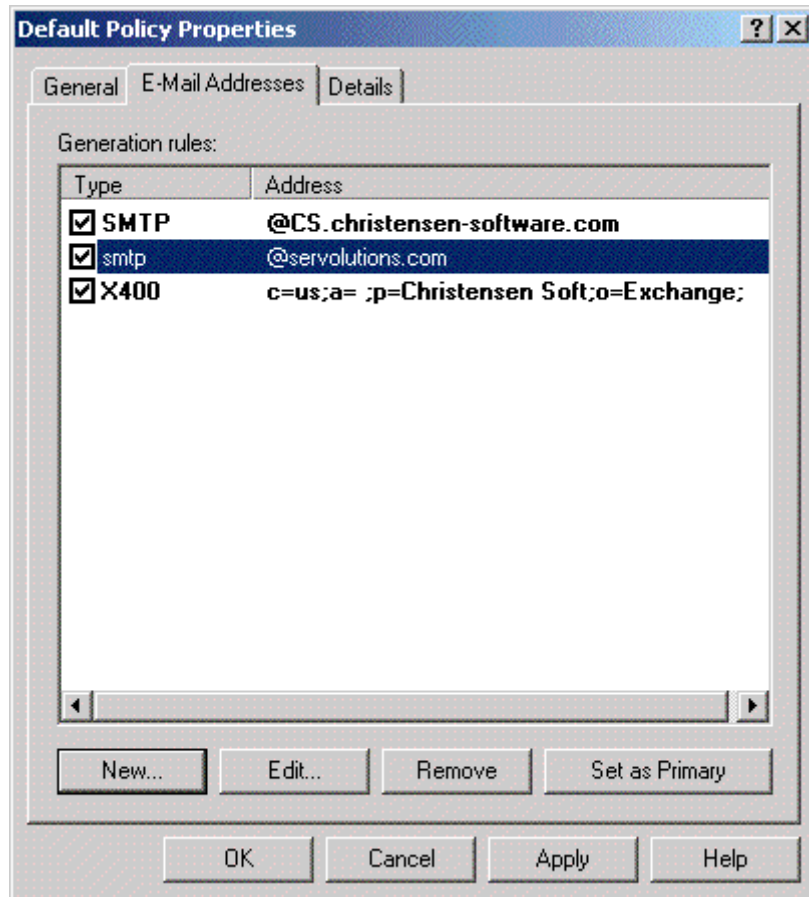 Default Policy Properties
General E-Mail Addresses Details
Generation rules:
Type Address
SMTP @CS.christensen-software.com
smtp @servolutions.com
X400 c=us;a= ;p=Christensen Soft;o=Exchange;
New... Edit... Remove Set as Primary
OK Cancel Apply Help